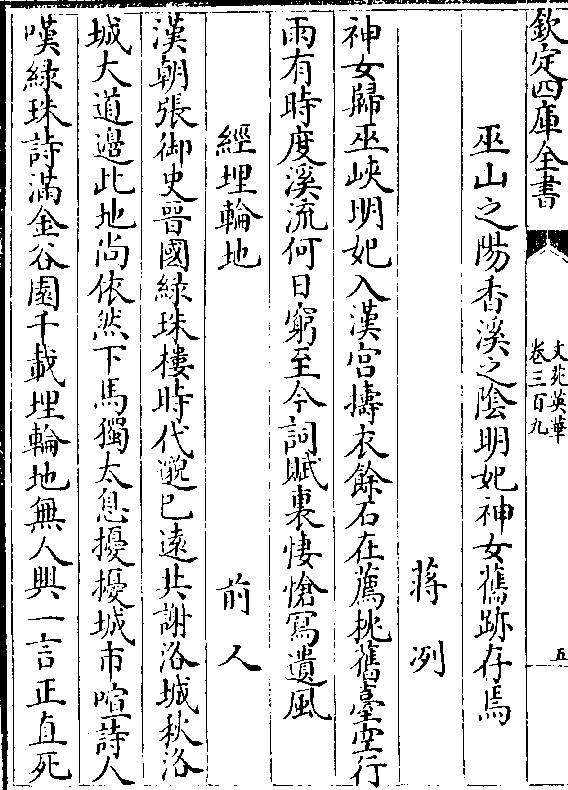 欽定四庫全書
文苑英華
卷三百九
五
巫山之陽香溪之陰明妃神女舊跡存焉
蔣冽
神女歸巫峽明妃入漢宮擣衣餘石在薦枕舊臺空行
雨有時度溪流何日窮至今詞賦裏悽愴寫遺風
經埋輪地
前人
漢朝張御史晉國綠珠樓時代邈已遠共謝洛城秋洛
城大道邊此地尚依然下馬獨太息擾擾城市喧詩人
嘆綠珠詩滿金谷園千載埋輪地無人興一言正直死